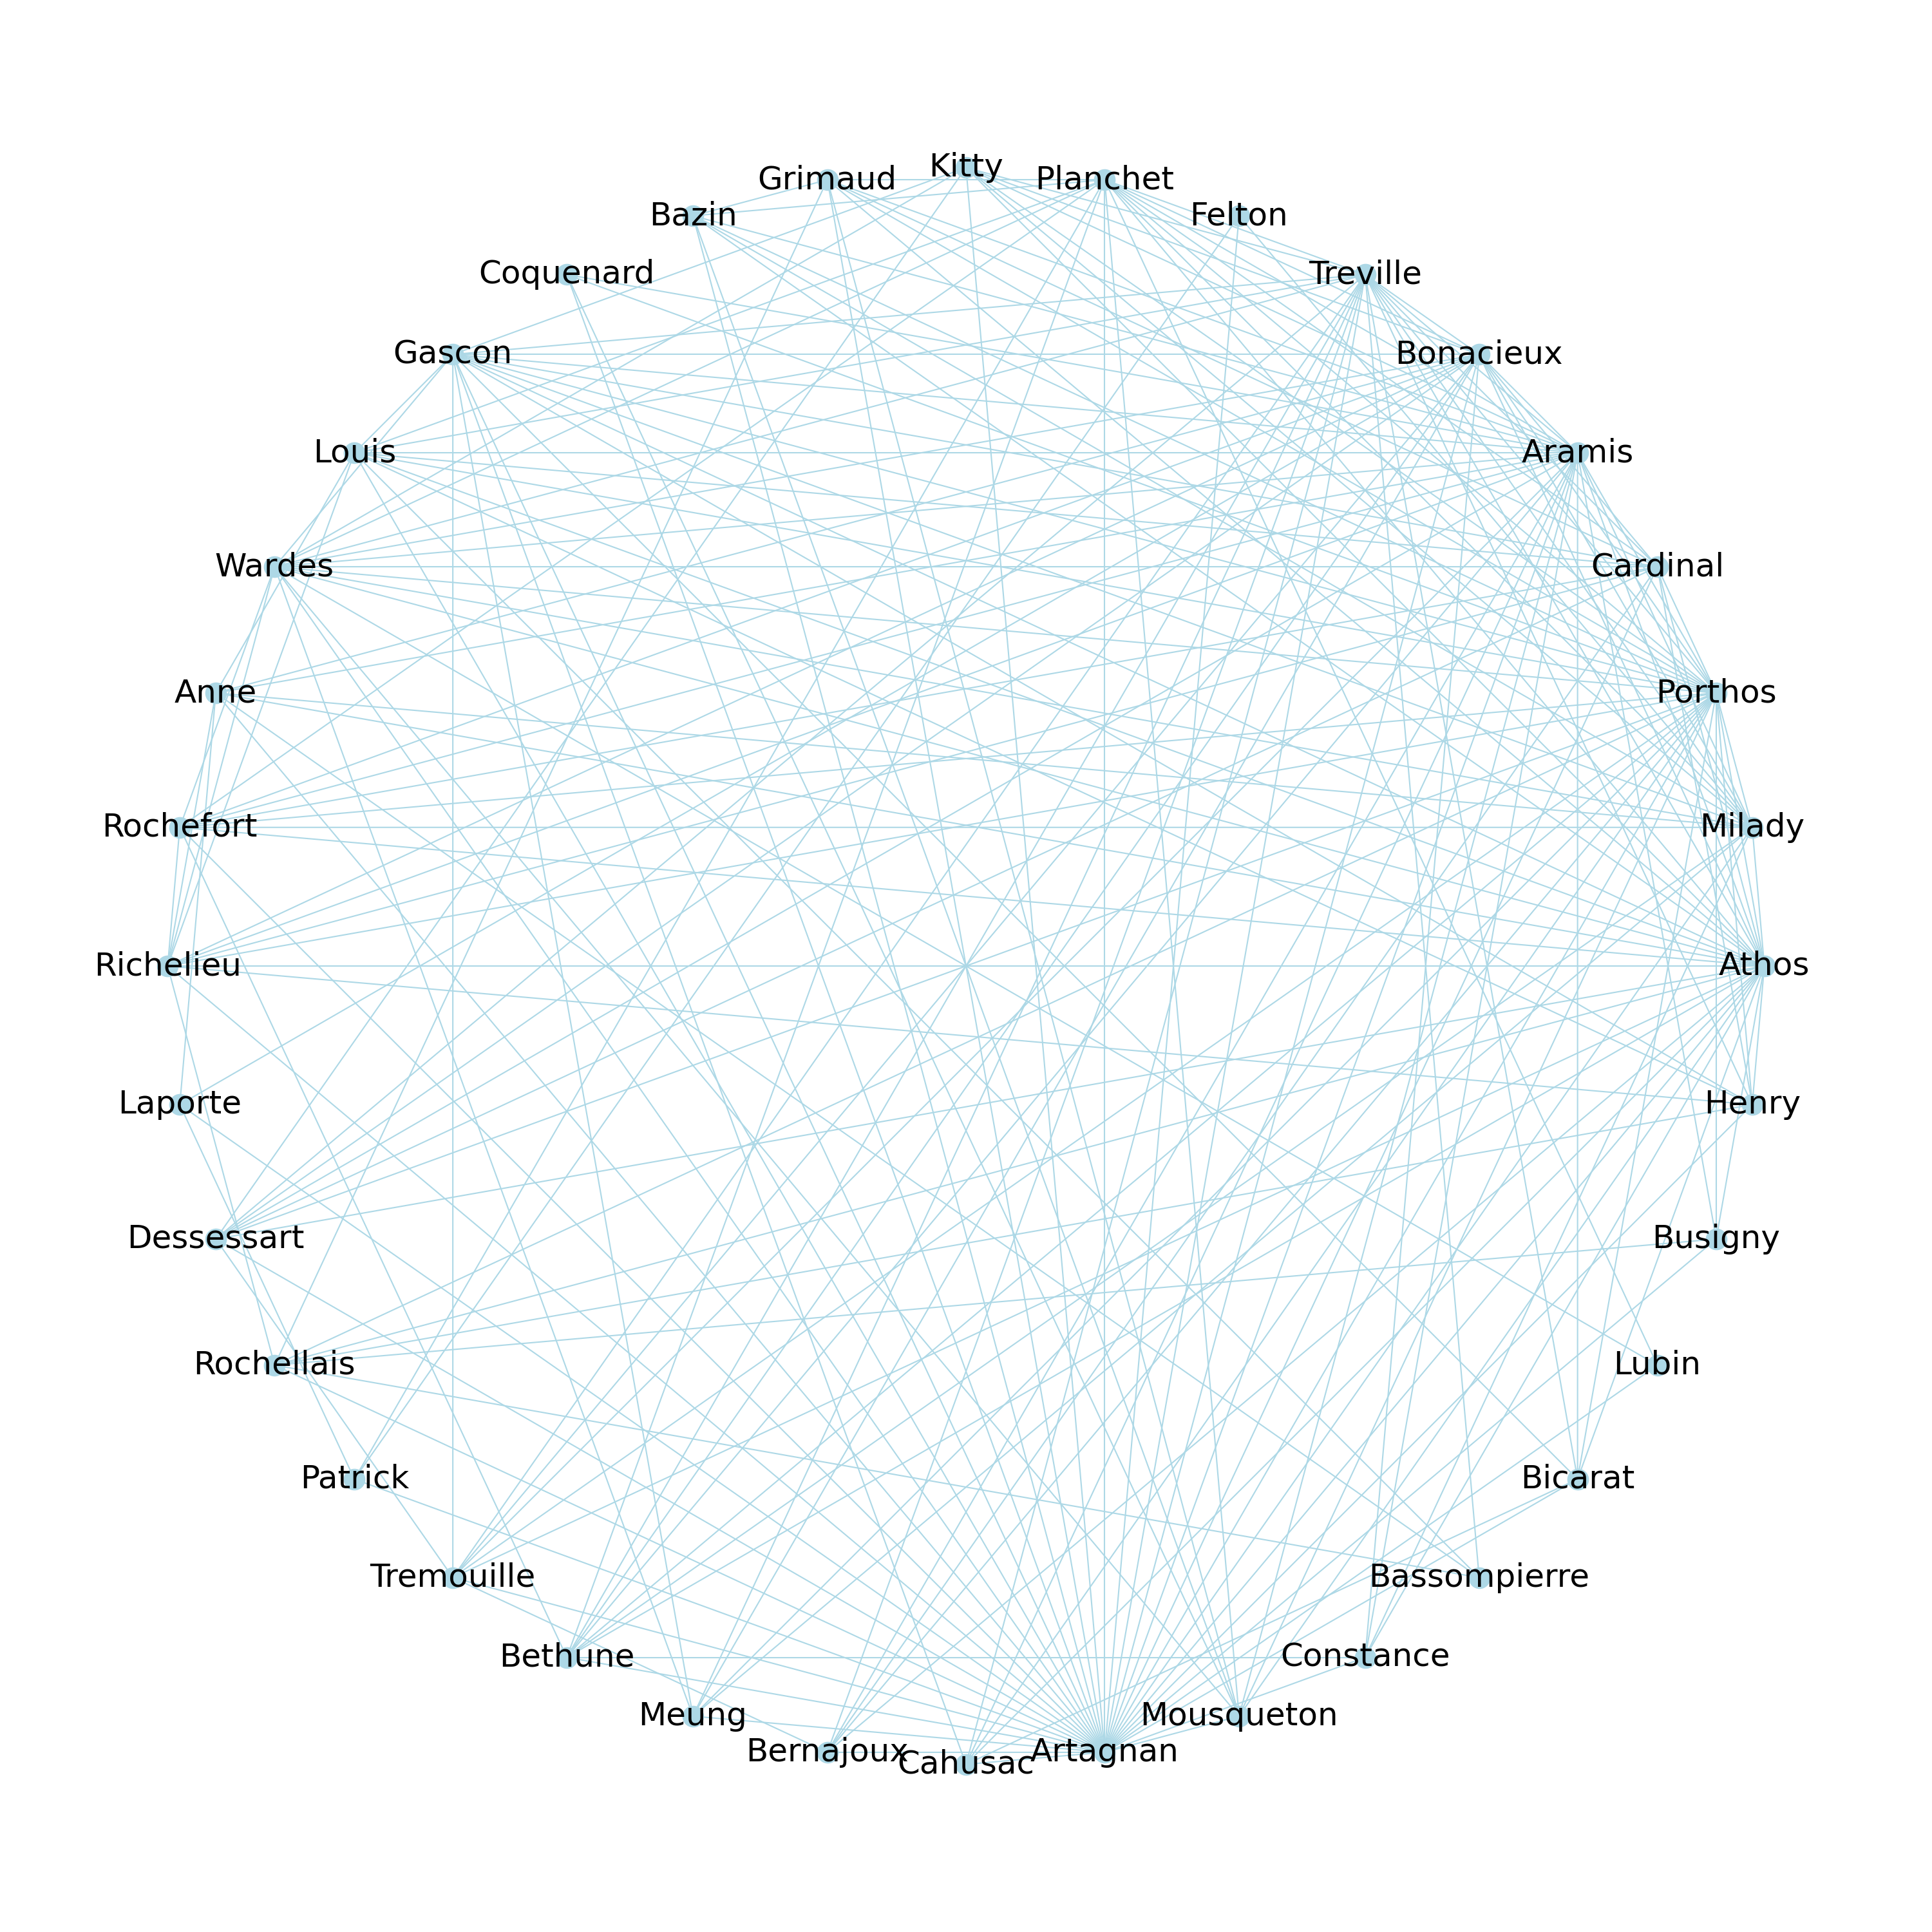 Kitty
Grimaud
Planchet
Bazin
Felton
Coquenard
Treville
Gascon
Bonacieux
Louis
Aramis
Wardes
Cardinal
Anne
Porthos
Rochefort
Milady
Richelieu
Athos
Laporte
Henry
Dessessart
Busigny
Rochellais
Lubin
Patrick
Bicarat
Tremouille
Bassompierre
Bethune
Constance
Meung
Mousqueton
Bernajoux
Artagnan
Cahusac